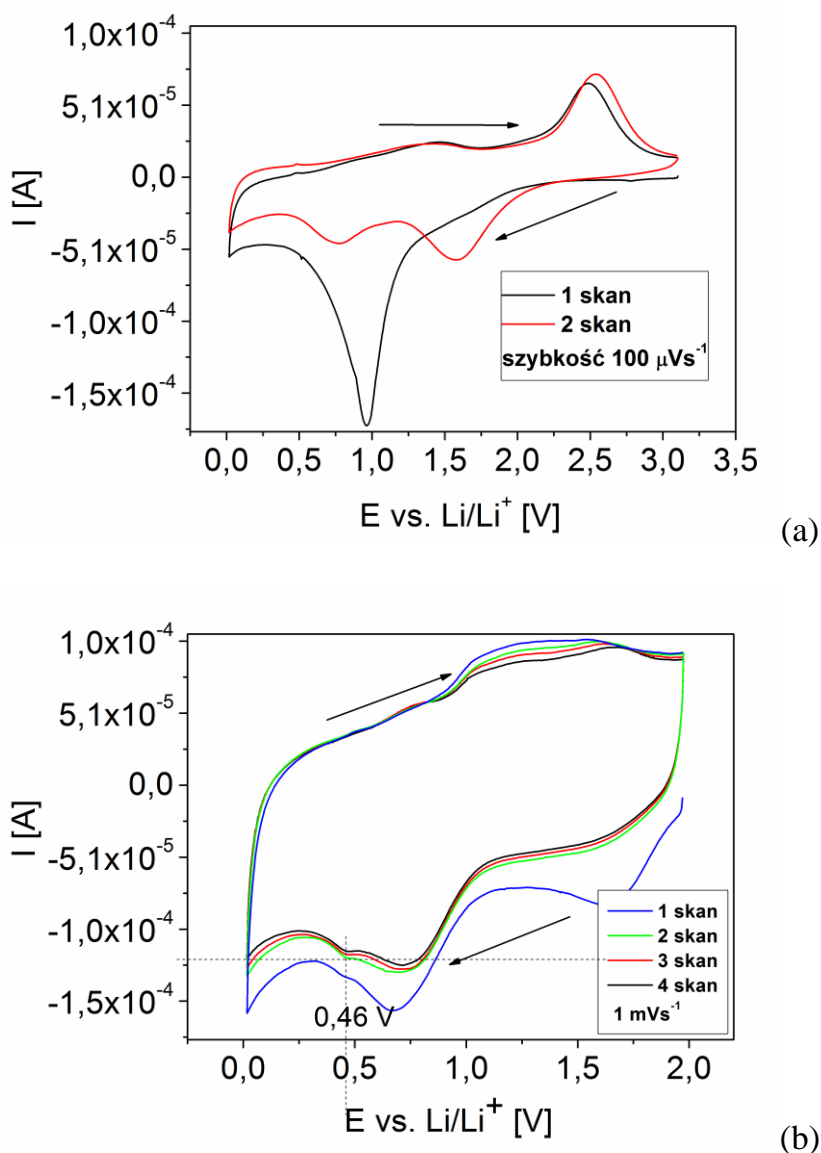 1,0x10⁻⁴
5,1x10⁻⁵
0,0
-5,1x10⁻⁵
-1,0x10⁻⁴
-1,5x10⁻⁴
I [A]
1 skan
2 skan
szybkość 100 μVs⁻¹
0,0 0,5 1,0 1,5 2,0 2,5 3,0 3,5
E vs. Li/Li⁺ [V]
(a)
1,0x10⁻⁴
5,1x10⁻⁵
0,0
-5,1x10⁻⁵
-1,0x10⁻⁴
-1,5x10⁻⁴
I [A]
1 skan
2 skan
3 skan
4 skan
1 mVs⁻¹
0,46 V
0,0 0,5 1,0 1,5 2,0
E vs. Li/Li⁺ [V]
(b)